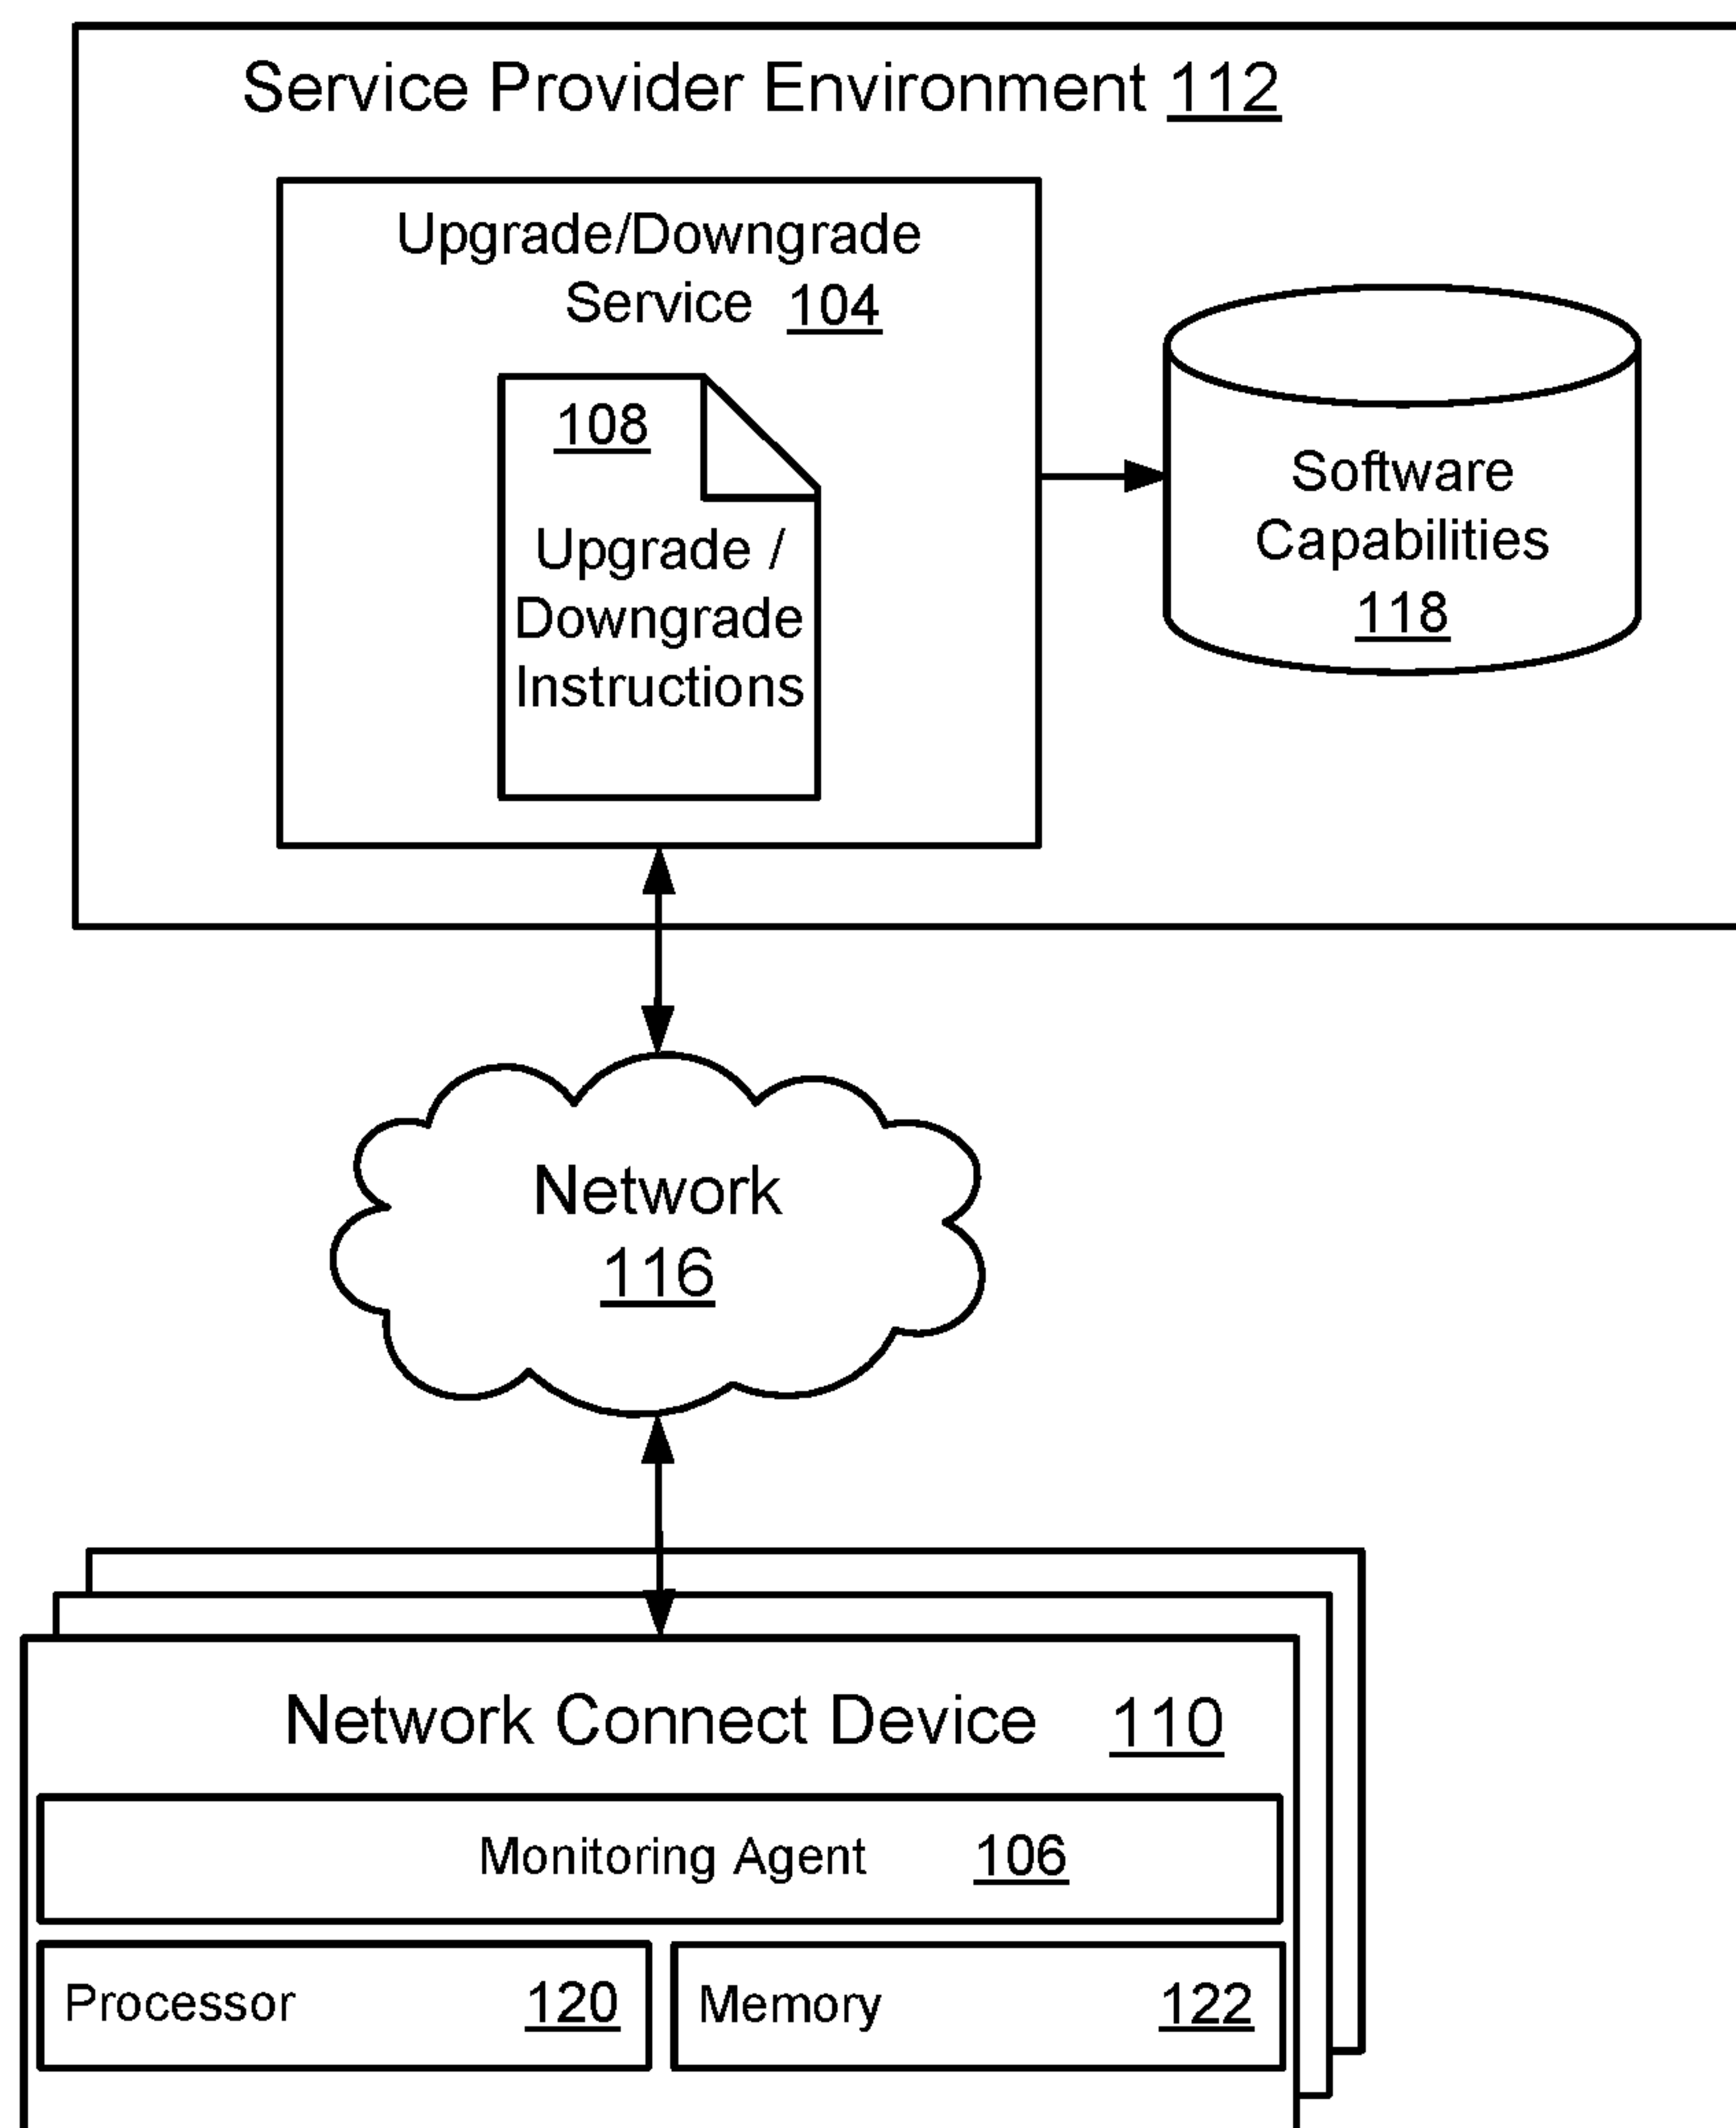 Service Provider Environment 112
Upgrade/Downgrade
Service 104
108
Upgrade /
Downgrade
Instructions
Software
Capabilities
118
Network
116
Network Connect Device 110
Monitoring Agent 106
Processor 120
Memory 122